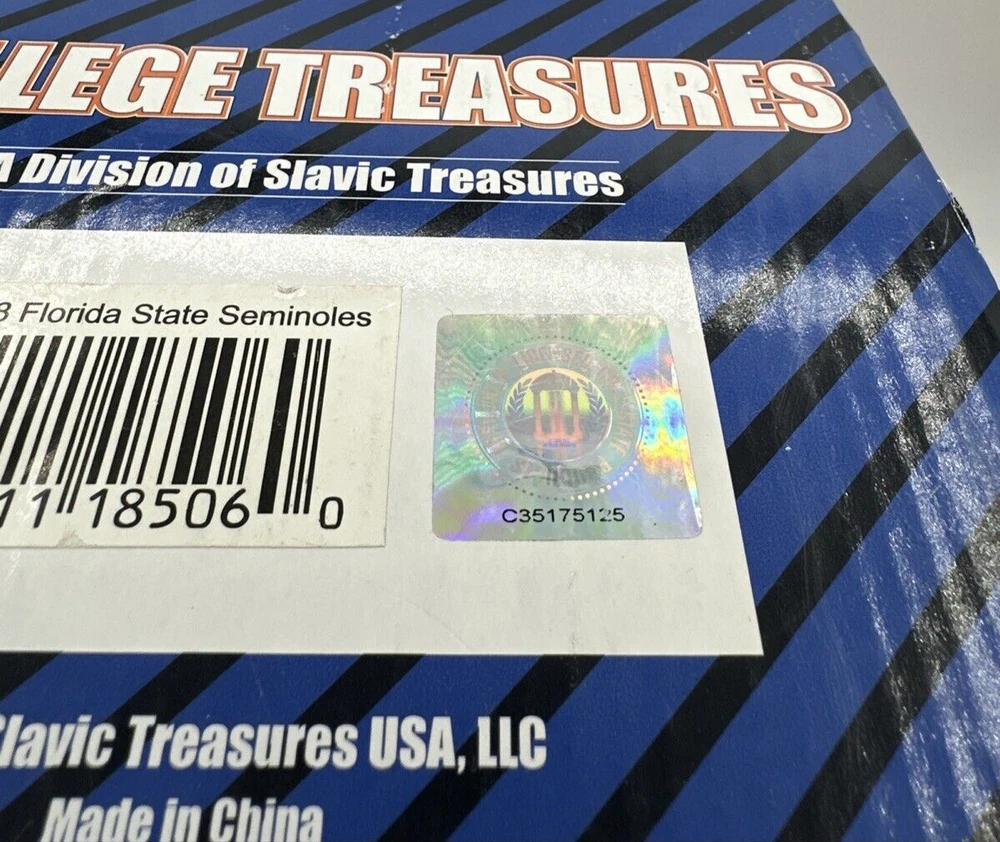 LLEGE TREASURES
A Division of Slavic Treasures
3 Florida State Seminoles
11 18506 0
C35175125
Slavic Treasures USA, LLC
Made in China